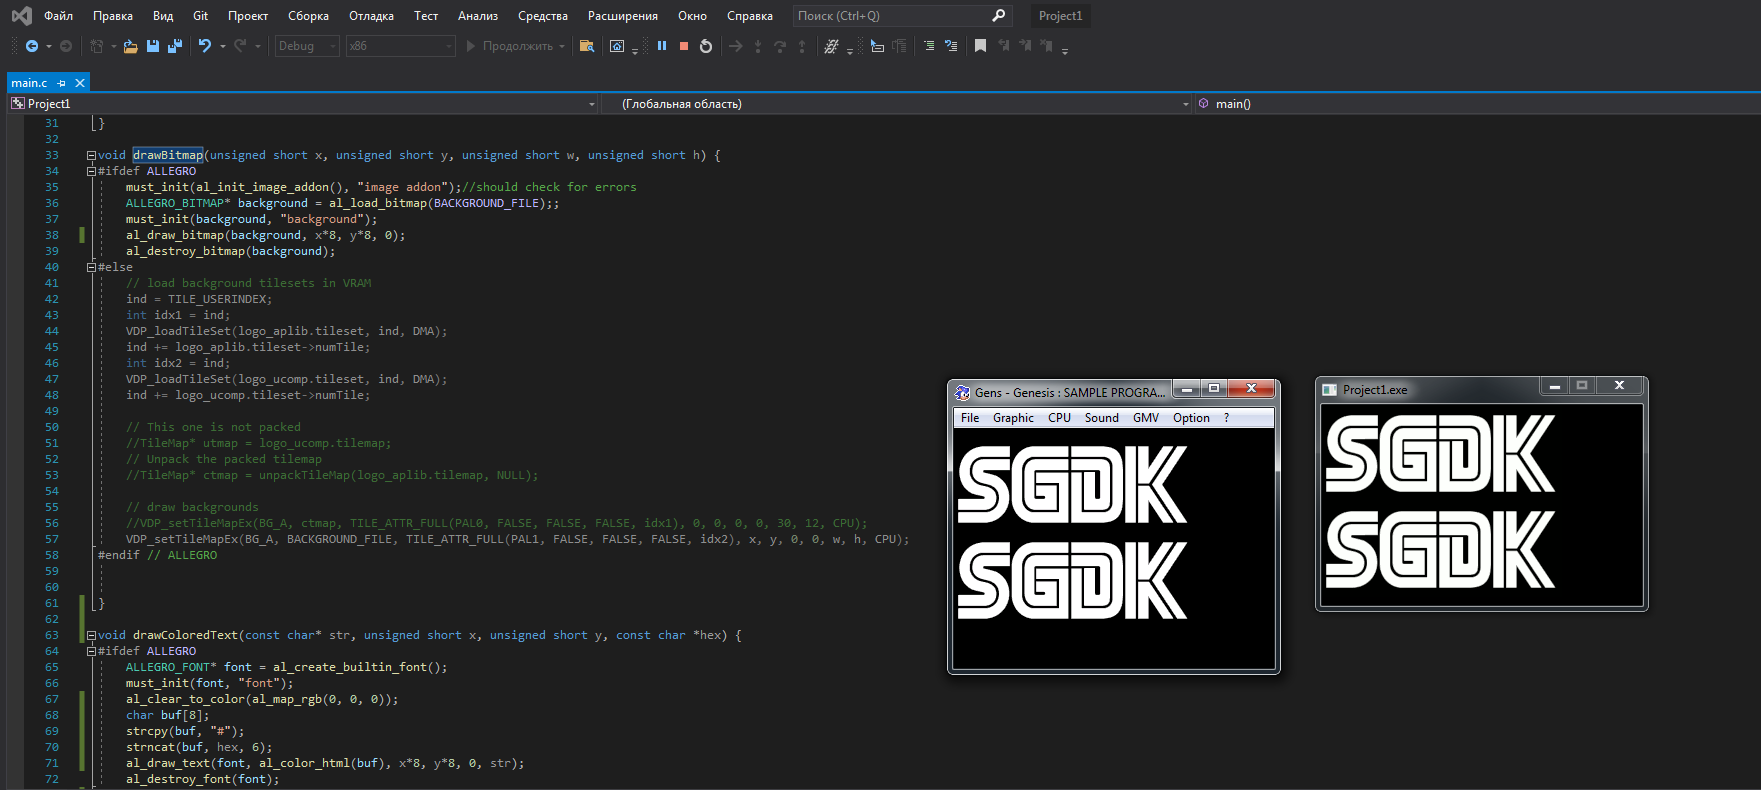 Файл Правка Вид Git Проект Сборка Отладка Тест Анализ Средства Расширения Окно Справка Поиск (Ctrl+Q) Project1
Debug x86 Продолжить
main.c
Project1 (Глобальная область) main()
31 }
32
33 void drawBitmap(unsigned short x, unsigned short y, unsigned short w, unsigned short h) {
34 #ifdef ALLEGRO
35 must_init(al_init_image_addon(), "image addon");//should check for errors
36 ALLEGRO_BITMAP* background = al_load_bitmap(BACKGROUND_FILE);;
37 must_init(background, "background");
38 al_draw_bitmap(background, x*8, y*8, 0);
39 al_destroy_bitmap(background);
40 #else
41 // load background tilesets in VRAM
42 ind = TILE_USERINDEX;
43 int idx1 = ind;
44 VDP_loadTileSet(logo_aplib.tileset, ind, DMA);
45 ind += logo_aplib.tileset->numTile;
46 int idx2 = ind;
47 VDP_loadTileSet(logo_ucomp.tileset, ind, DMA);
48 ind += logo_ucomp.tileset->numTile;
49
50 // This one is not packed
51 //TileMap* utmap = logo_ucomp.tilemap;
52 // Unpack the packed tilemap
53 //TileMap* ctmap = unpackTileMap(logo_aplib.tilemap, NULL);
54
55 // draw backgrounds
56 //VDP_setTileMapEx(BG_A, ctmap, TILE_ATTR_FULL(PAL0, FALSE, FALSE, FALSE, idx1), 0, 0, 0, 0, 30, 12, CPU);
57 VDP_setTileMapEx(BG_A, BACKGROUND_FILE, TILE_ATTR_FULL(PAL1, FALSE, FALSE, FALSE, idx2), x, y, 0, 0, w, h, CPU);
58 #endif // ALLEGRO
59
60
61 }
62
63 void drawColoredText(const char* str, unsigned short x, unsigned short y, const char *hex) {
64 #ifdef ALLEGRO
65 ALLEGRO_FONT* font = al_create_builtin_font();
66 must_init(font, "font");
67 al_clear_to_color(al_map_rgb(0, 0, 0));
68 char buf[8];
69 strcpy(buf, "#");
70 strncat(buf, hex, 6);
71 al_draw_text(font, al_color_html(buf), x*8, y*8, 0, str);
72 al_destroy_font(font);
Gens - Genesis : SAMPLE PROGRA...
File Graphic CPU Sound GMV Option ?
SGDK
SGDK
Project1.exe
SGDK
SGDK